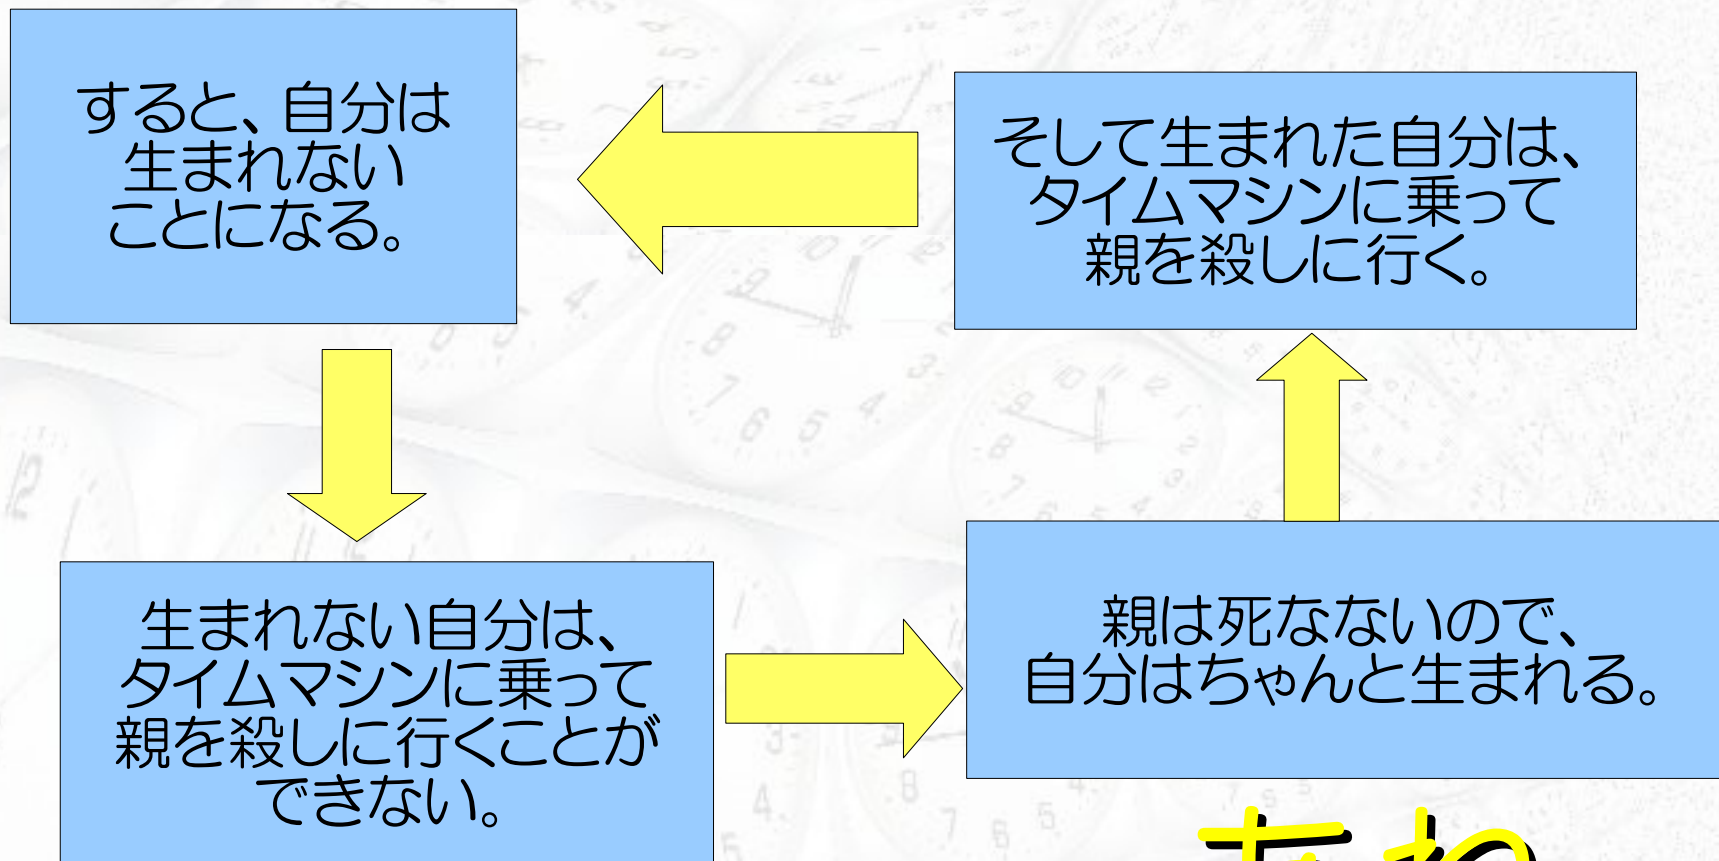 すると、自分は
生まれない
ことになる。
そして生まれた自分は、
タイムマシンに乗って
親を殺しに行く。
生まれない自分は、
タイムマシンに乗って
親を殺しに行くことが
できない。
親は死なないので、
自分はちゃんと生まれる。